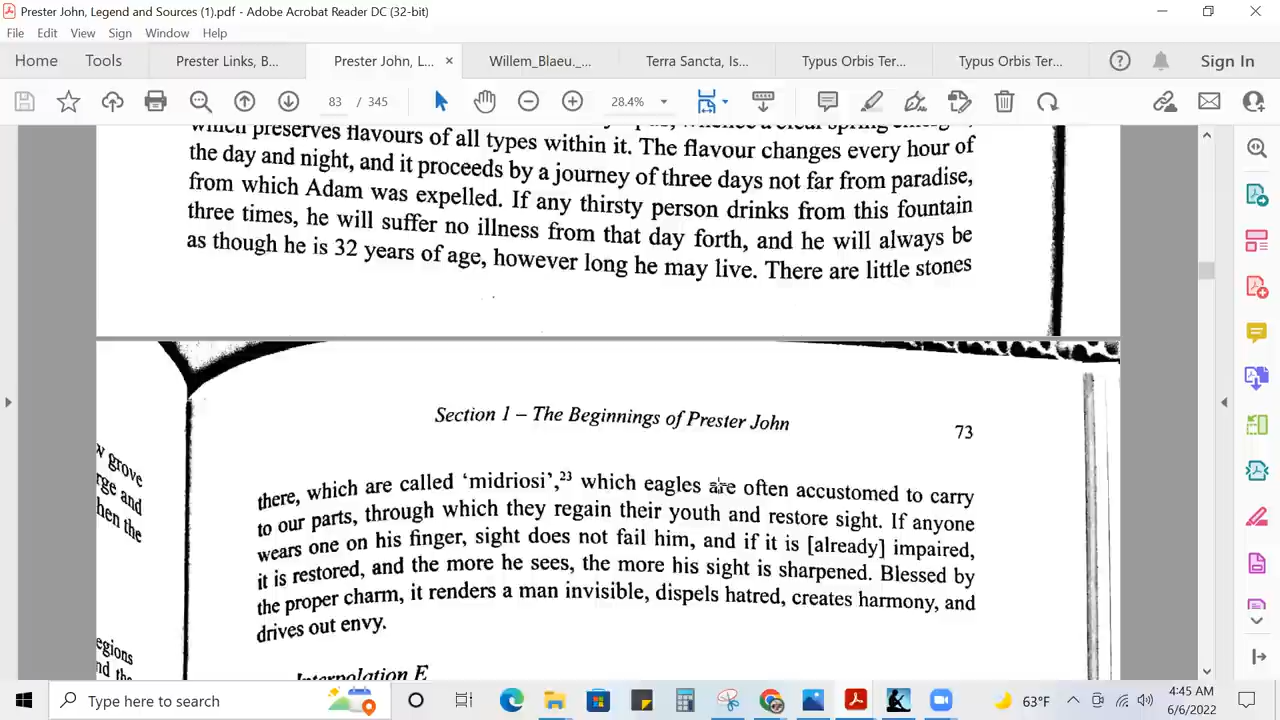 Prester John, Legend and Sources (1).pdf - Adobe Acrobat Reader DC (32-bit)
File Edit View Sign Window Help
Home Tools Prester Links, B... Prester John, L... × Willem_Blaeu._... Terra Sancta, Is... Typus Orbis Ter... Typus Orbis Ter... Sign In
83 / 345 28.4%
which preserves flavours of all types within it. The flavour changes every hour of
the day and night, and it proceeds by a journey of three days not far from paradise,
from which Adam was expelled. If any thirsty person drinks from this fountain
three times, he will suffer no illness from that day forth, and he will always be
as though he is 32 years of age, however long he may live. There are little stones
Section 1 – The Beginnings of Prester John
73
w grove
rge and
hen the
there, which are called ‘midriosi’,23 which eagles are often accustomed to carry
to our parts, through which they regain their youth and restore sight. If anyone
wears one on his finger, sight does not fail him, and if it is [already] impaired,
it is restored, and the more he sees, the more his sight is sharpened. Blessed by
the proper charm, it renders a man invisible, dispels hatred, creates harmony, and
drives out envy.
egions
nd the
Interpolation E
Type here to search
63°F
4:45 AM
6/6/2022